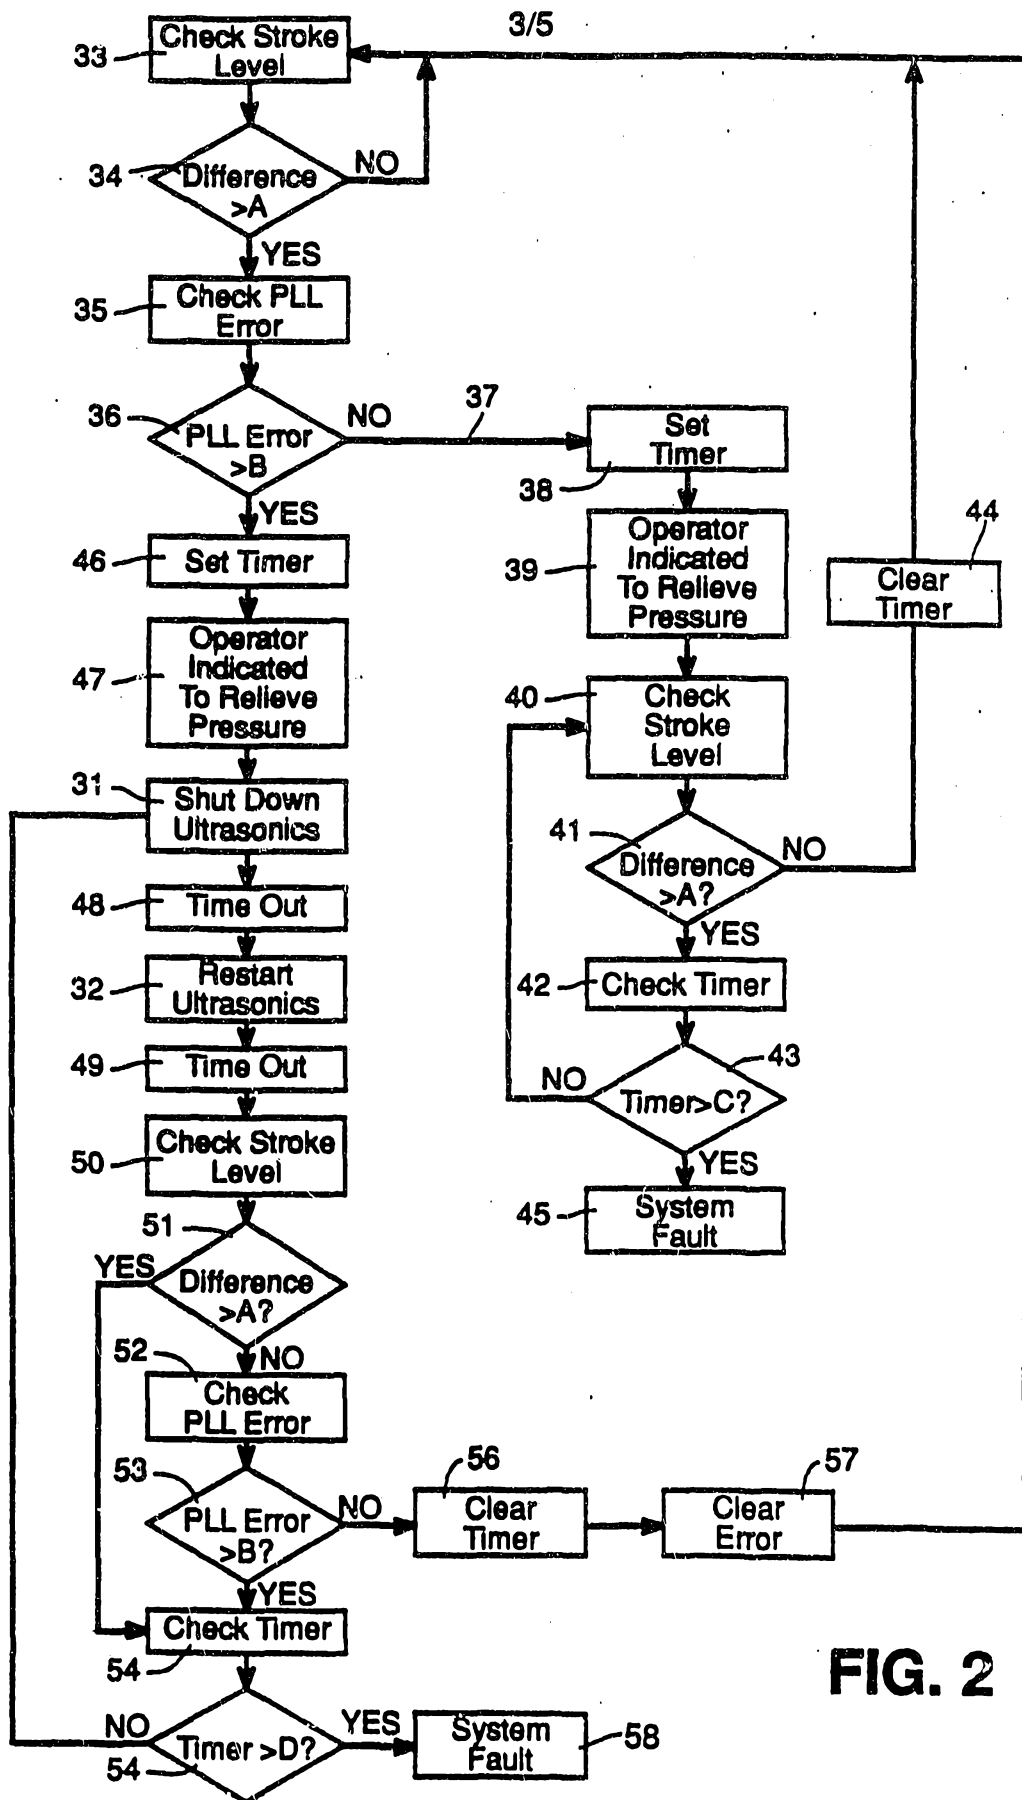 3/5
33
Check Stroke
Level
34
Difference
>A
NO
YES
35
Check PLL
Error
36
PLL Error
>B
NO
37
YES
Set
Timer
38
Operator
Indicated
To Relieve
Pressure
39
40
Check
Stroke
Level
41
Difference
>A?
NO
44
Clear
Timer
YES
42
Check Timer
43
Timer>C?
NO
YES
45
System
Fault
46
Set Timer
47
Operator
Indicated
To Relieve
Pressure
31
Shut Down
Ultrasonics
48
Time Out
32
Restart
Ultrasonics
49
Time Out
50
Check Stroke
Level
51
YES
Difference
>A?
NO
52
Check
PLL Error
53
PLL Error
>B?
NO
56
Clear
Timer
57
Clear
Error
YES
Check Timer
54
NO
Timer >D?
54
YES
System
Fault
58
FIG. 2